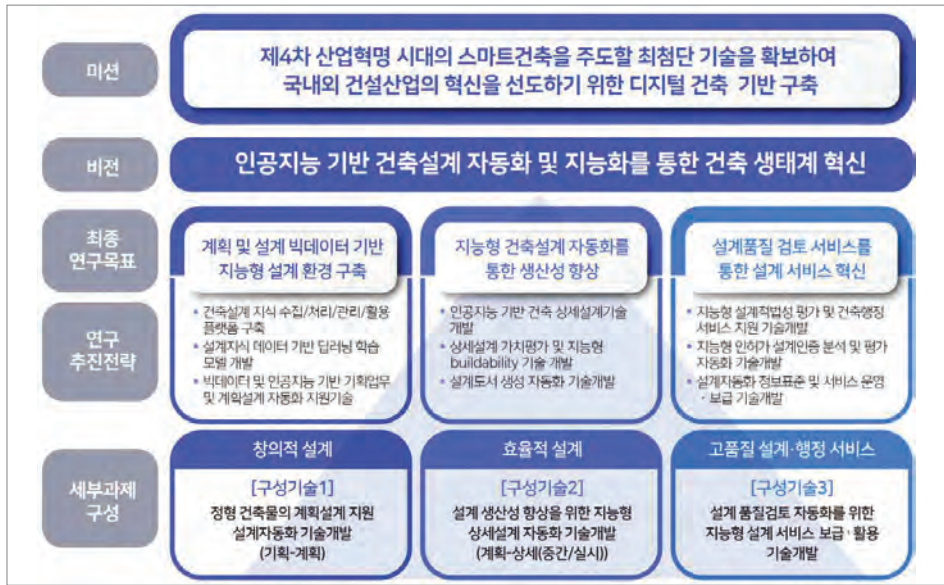 미션
제4차 산업혁명 시대의 스마트건축을 주도할 최첨단 기술을 확보하여
국내외 건설산업의 혁신을 선도하기 위한 디지털 건축 기반 구축
비전
인공지능 기반 건축설계 자동화 및 지능화를 통한 건축 생태계 혁신
최종
연구목표
계획 및 설계 빅데이터 기반
지능형 설계 환경 구축
지능형 건축설계 자동화를
통한 생산성 향상
설계품질 검토 서비스를
통한 설계 서비스 혁신
연구
추진전략
• 건축설계 지식 수집/처리/관리/활용
플랫폼 구축
• 설계지식 데이터 기반 딥러닝 학습
모델 개발
• 빅데이터 및 인공지능 기반 기획업무
및 계획설계 자동화 지원기술
• 인공지능 기반 건축 상세설계기술
개발
• 상세설계 가치평가 및 지능형
buildability 기술 개발
• 설계도서 생성 자동화 기술개발
• 지능형 설계적법성 평가 및 건축행정
서비스 지원 기술개발
• 지능형 인허가 설계인증 분석 및 평가
자동화 기술개발
• 설계자동화 정보표준 및 서비스 운영
· 보급 기술개발
세부과제
구성
창의적 설계
[구성기술1]
정형 건축물의 계획설계 지원
설계자동화 기술개발
(기획-계획)
효율적 설계
[구성기술2]
설계 생산성 향상을 위한 지능형
상세설계 자동화 기술개발
(계획-상세(중간/실시))
고품질 설계·행정 서비스
[구성기술3]
설계 품질검토 자동화를 위한
지능형 설계 서비스 보급·활용
기술개발